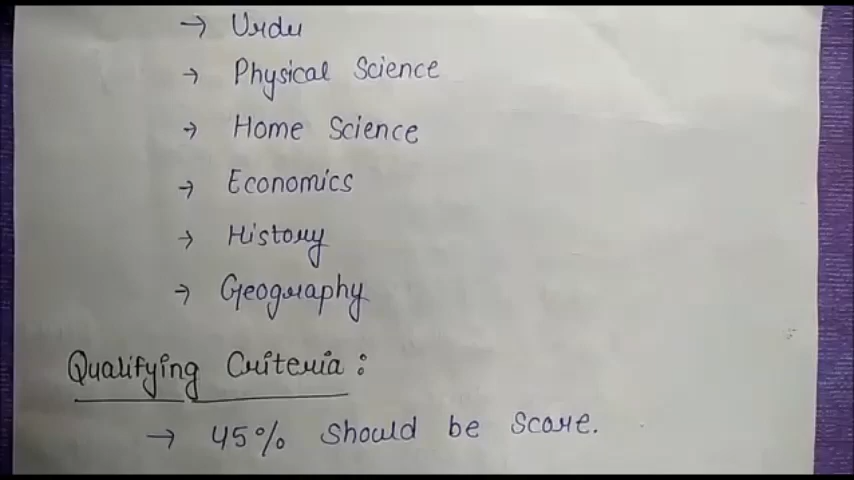 → Urdu
→ Physical Science
→ Home Science
→ Economics
→ History
→ Geography
Qualifying Criteria :
→ 45% should be score.